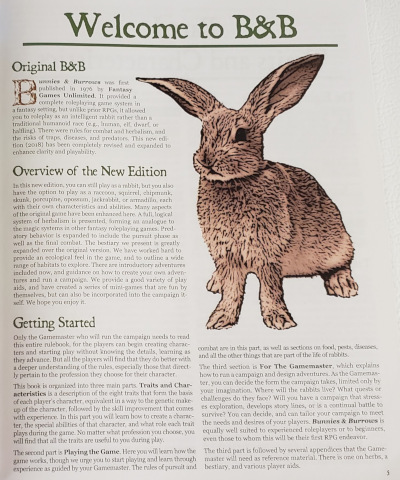 Welcome to B&B
Original B&B
Bunnies & Burrows was first
published in 1976 by Fantasy
Games Unlimited. It provided a
complete roleplaying game system in
a fantasy setting, but unlike prior RPGs, it allowed
you to roleplay as an intelligent rabbit rather than a
traditional humanoid race (e.g., human, elf, dwarf, or
halfling). There were rules for combat and herbalism, and
the risks of traps, diseases, and predators. This new edi-
tion (2018) has been completely revised and expanded to
enhance clarity and playability.
Overview of the New Edition
In this new edition, you can still play as a rabbit, but you also
have the option to play as a raccoon, squirrel, chipmunk,
skunk, porcupine, opossum, jackrabbit, or armadillo, each
with their own characteristics and abilities. Many aspects
of the original game have been enhanced here. A full, logical
system of herbalism is presented, forming an analogue to
the magic systems in other fantasy roleplaying games. Pred-
atory behavior is expanded to include the pursuit phase as
well as the final combat. The bestiary we present is greatly
expanded over the original version. We have worked hard to
provide an ecological feel in the game, and to outline a wide
range of habitats to explore. There are introductory adventures
included now, and guidance on how to create your own adven-
tures and run a campaign. We provide a good variety of play
aids, and have created a series of mini-games that are fun by
themselves, but can also be incorporated into the campaign it-
self. We hope you enjoy it.
Getting Started
Only the Gamemaster who will run the campaign needs to read
this entire rulebook, for the players can begin creating charac-
ters and starting play without knowing the details, learning as
they advance. But all the players will find that they do better with
a deeper understanding of the rules, especially those that direct-
ly pertain to the profession they choose for their character.
This book is organized into three main parts. Traits and Char-
acteristics is a description of the eight traits that form the basis
of each player's character, equivalent in a way to the genetic make-
up of the character, followed by the skill improvement that comes
with experience. In this part you will learn how to create a charac-
ter, the special abilities of that character, and what role each trait
plays during the game. No matter what profession you choose, you
will find that all the traits are useful to you during play.
The second part is Playing the Game. Here you will learn how the
game works, though we urge you to start playing and learn through
experience as guided by your Gamemaster. The rules of pursuit and
combat are in this part, as well as sections on food, pests, diseases,
and all the other things that are part of the life of rabbits.
The third section is For The Gamemaster, which explains
how to run a campaign and design adventures. As the Gamemas-
ter, you can decide the form the campaign takes, limited only by
your imagination. Where will the rabbits live? What quests or
challenges do they face? Will you have a campaign that stress-
es exploration, develops story lines, or is a continual battle to
survive? You can decide, and can tailor your campaign to meet
the needs and desires of your players. Bunnies & Burrows is
equally well suited to experienced roleplayers or to beginners,
even those to whom this will be their first RPG endeavor.
The third part is followed by several appendices that the Game-
master will need as reference material. There is one on herbs, a
bestiary, and various player aids.
3